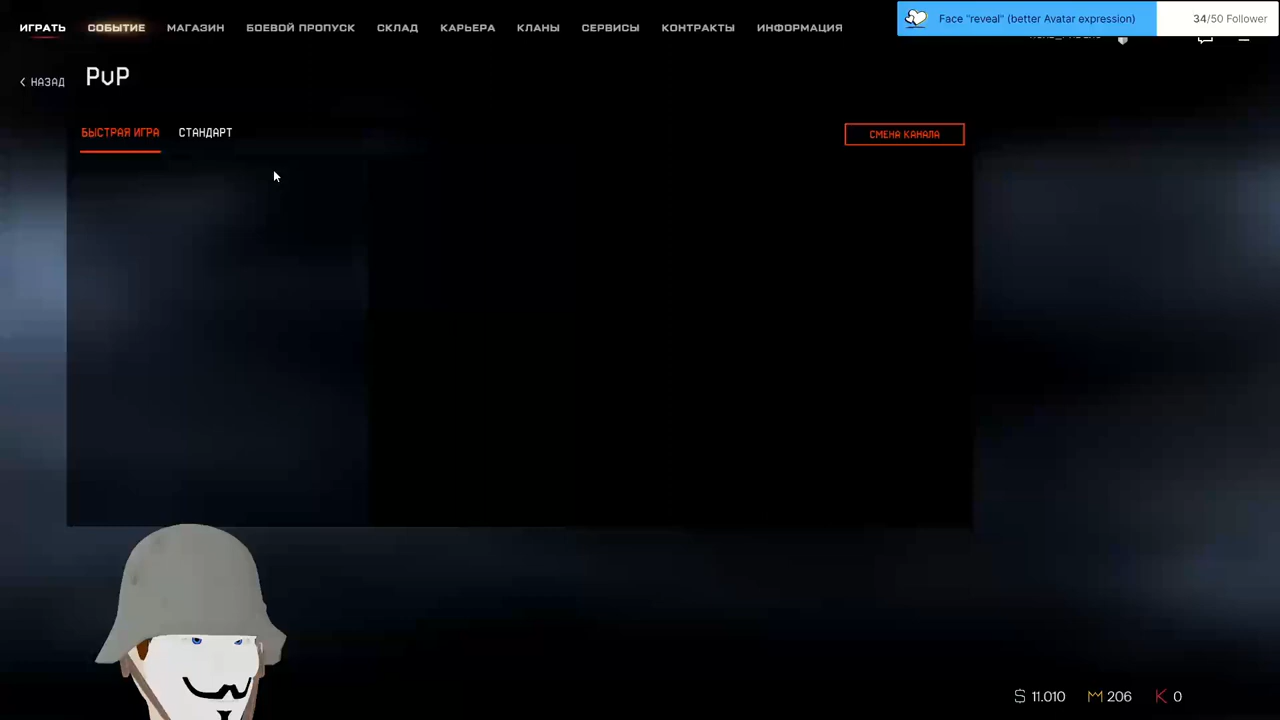 ИГРАТЬ СОБЫТИЕ МАГАЗИН БОЕВОЙ ПРОПУСК СКЛАД КАРЬЕРА КЛАНЫ СЕРВИСЫ КОНТРАКТЫ ИНФОРМАЦИЯ
Face "reveal" (better Avatar expression) 34/50 Follower
< НАЗАД PvP
БЫСТРАЯ ИГРА СТАНДАРТ СМЕНА КАНАЛА
11.010 206 0